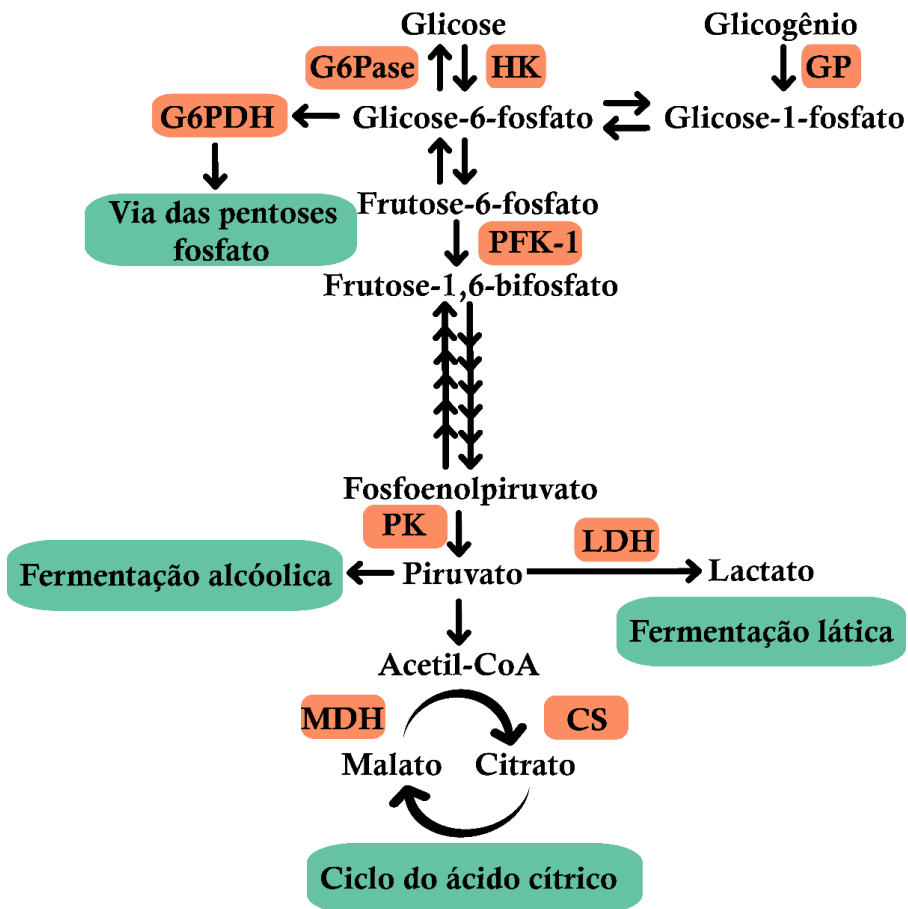 Glicose
Glicogênio
G6Pase
HK
GP
G6PDH
Glicose-6-fosfato
Glicose-1-fosfato
Via das pentoses
fosfato
Frutose-6-fosfato
PFK-1
Frutose-1,6-bifosfato
Fosfoenolpiruvato
PK
LDH
Fermentação alcóolica
Piruvato
Lactato
Fermentação lática
Acetil-CoA
MDH
CS
Malato
Citrato
Ciclo do ácido cítrico